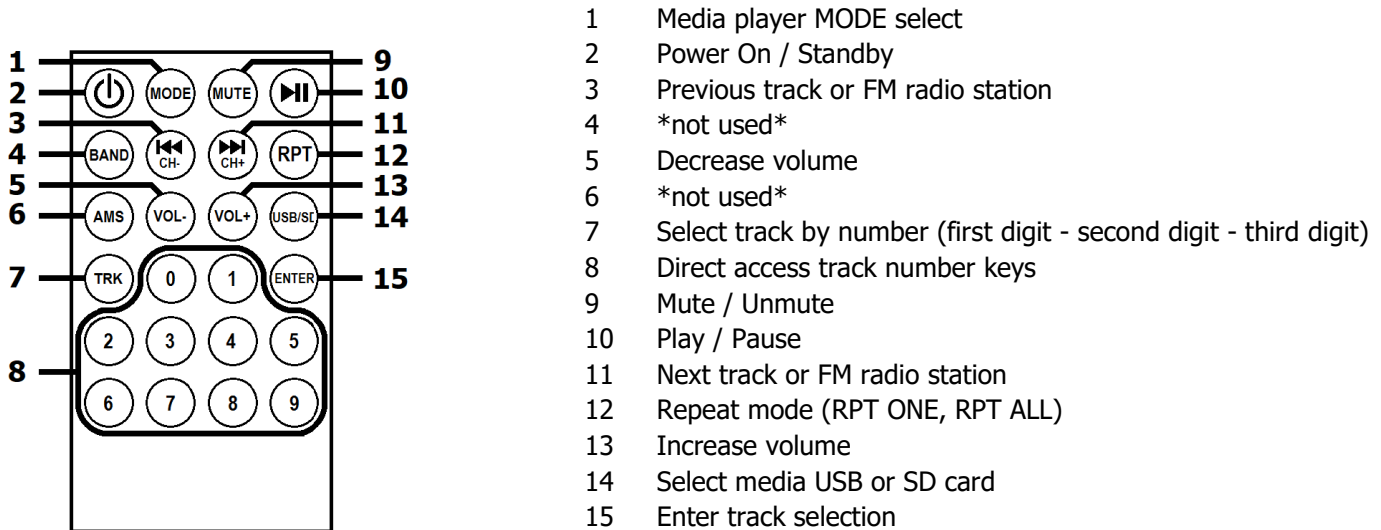 1 Media player MODE select
2 Power On / Standby
3 Previous track or FM radio station
4 *not used*
5 Decrease volume
6 *not used*
7 Select track by number (first digit - second digit - third digit)
8 Direct access track number keys
9 Mute / Unmute
10 Play / Pause
11 Next track or FM radio station
12 Repeat mode (RPT ONE, RPT ALL)
13 Increase volume
14 Select media USB or SD card
15 Enter track selection
1 9
2 MODE MUTE 10
3 11
4 BAND CH- CH+ RPT 12
5 13
6 AMS VOL- VOL+ USB/SD 14
7 TRK 0 1 ENTER 15
2 3 4 5
8
6 7 8 9